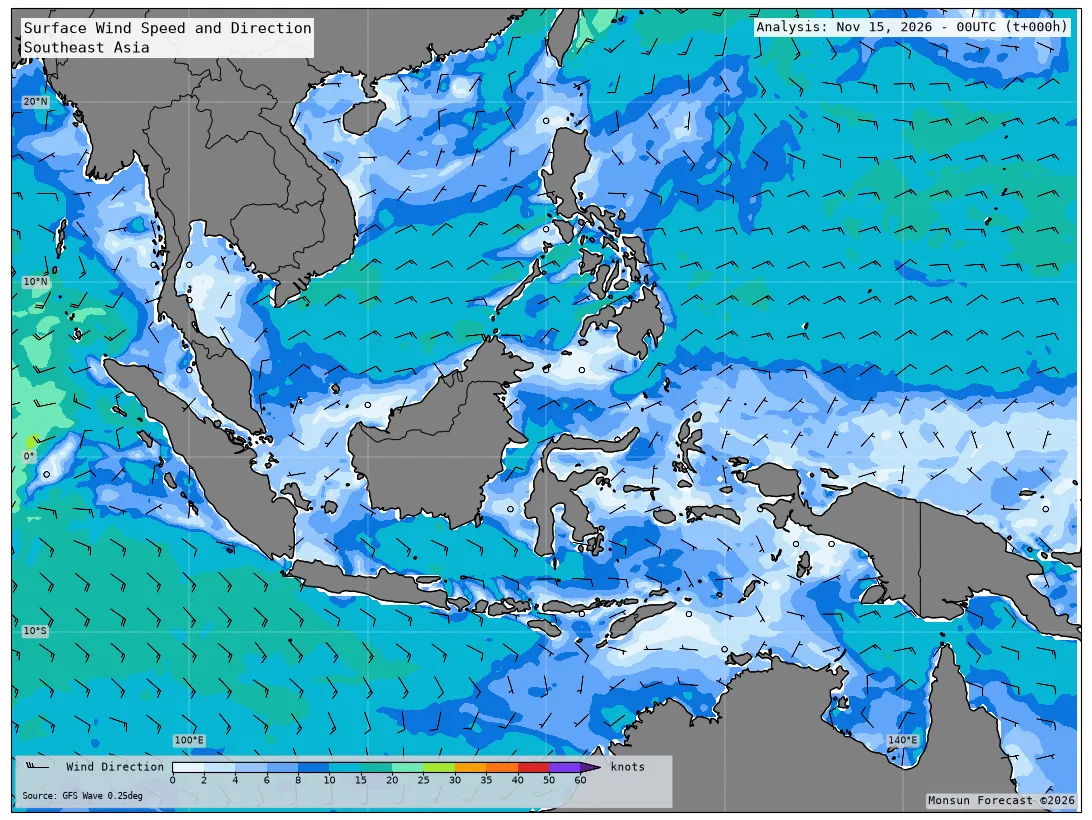 Surface Wind Speed and Direction
Southeast Asia
Analysis: Nov 15, 2026 - 00UTC (t+000h)
20°N
10°N
0°
10°S
100°E
140°E
Wind Direction
0 2 4 6 8 10 15 20 25 30 35 40 50 60
knots
Source: GFS Wave 0.25deg
Monsun Forecast ©2026